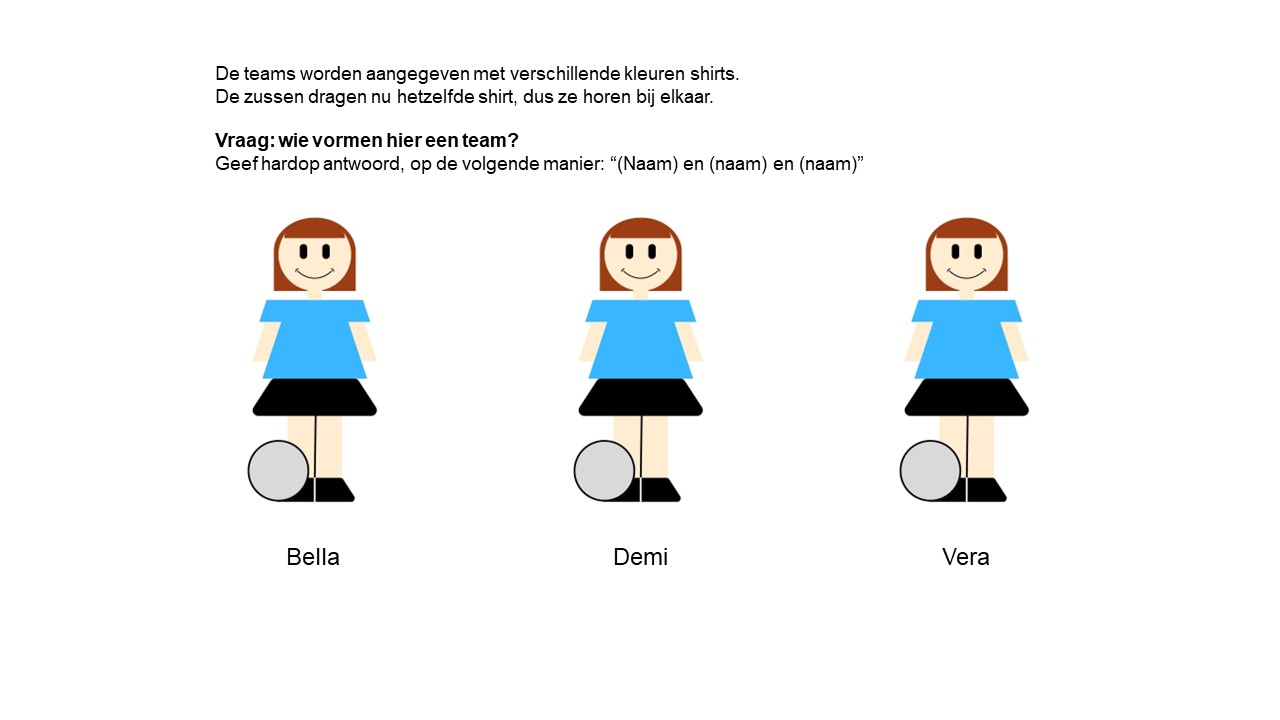 De teams worden aangegeven met verschillende kleuren shirts.
De zussen dragen nu hetzelfde shirt, dus ze horen bij elkaar.
Vraag: wie vormen hier een team?
Geef hardop antwoord, op de volgende manier: “(Naam) en (naam) en (naam)”
Bella Demi Vera